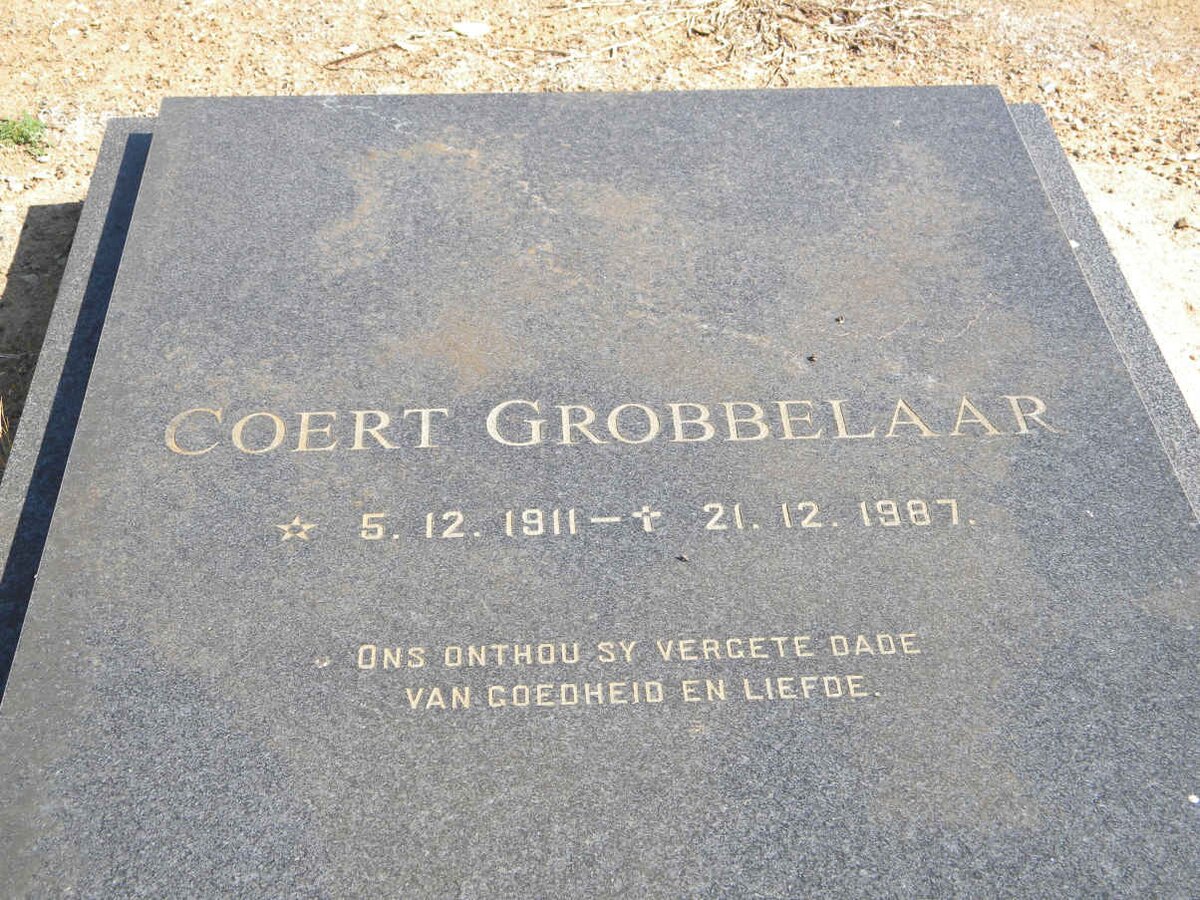 COERT GROBBELAAR
☆ 5. 12. 1911 – ✝ 21. 12. 1987.
ONS ONTHOU SY VERGETE DADE
VAN GOEDHEID EN LIEFDE.